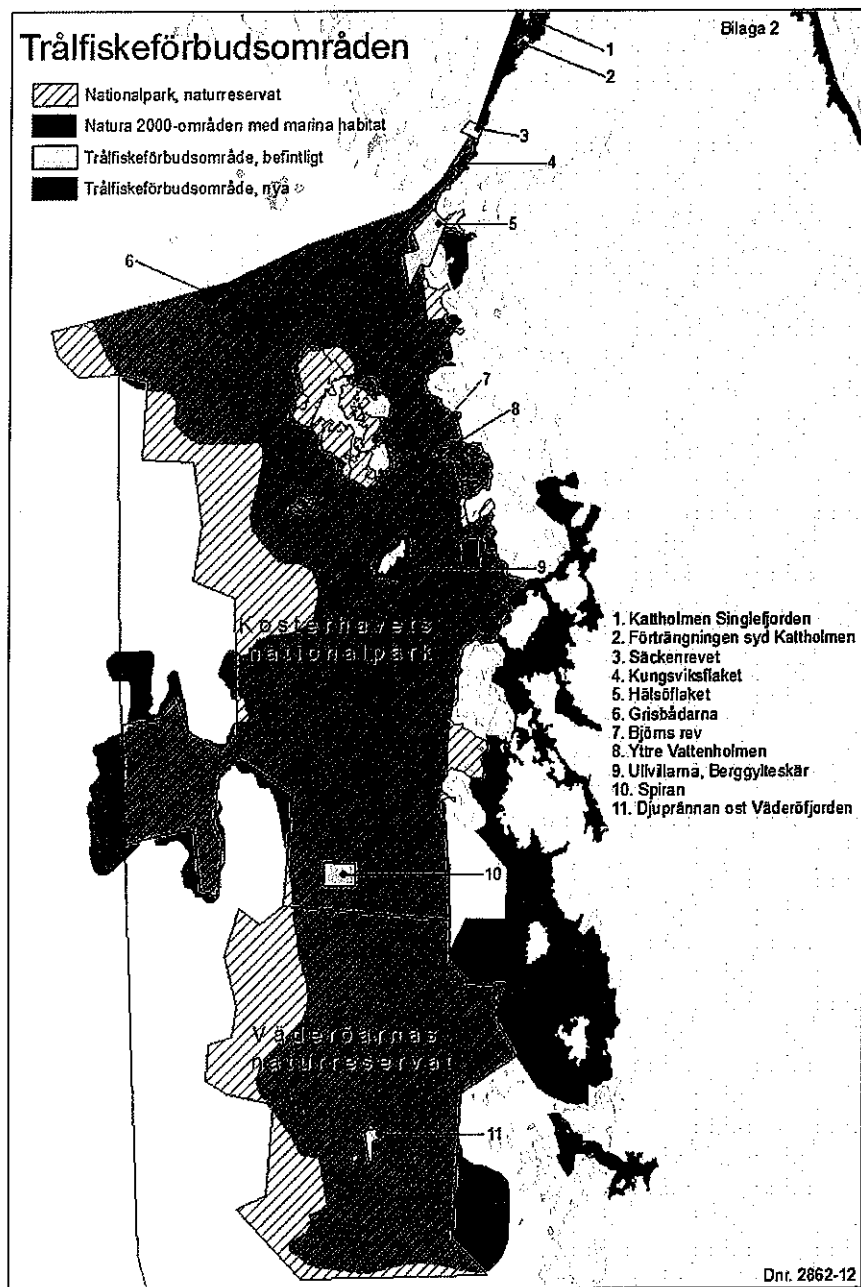 Trålfiskeförbudsområden
Bilaga 2
Nationalpark, naturreservat
Natura 2000-områden med marina habitat
Trålfiskeförbudsområde, befintligt
Trålfiskeförbudsområde, nya
1
2
3
4
5
6
7
8
9
Kosterhavets
nationalpark
1. Kattholmen Singlefjorden
2. Förträngningen syd Kattholmen
3. Säckenrevet
4. Kungsviksflaket
5. Hälsöflaket
6. Grisbådarna
7. Björns rev
8. Yttre Vattenholmen
9. Ullvillarna, Berggylteskär
10. Spiran
11. Djuprännan ost Väderöfjorden
10
Väderöarnas
naturreservat
11
Dnr. 2862-12